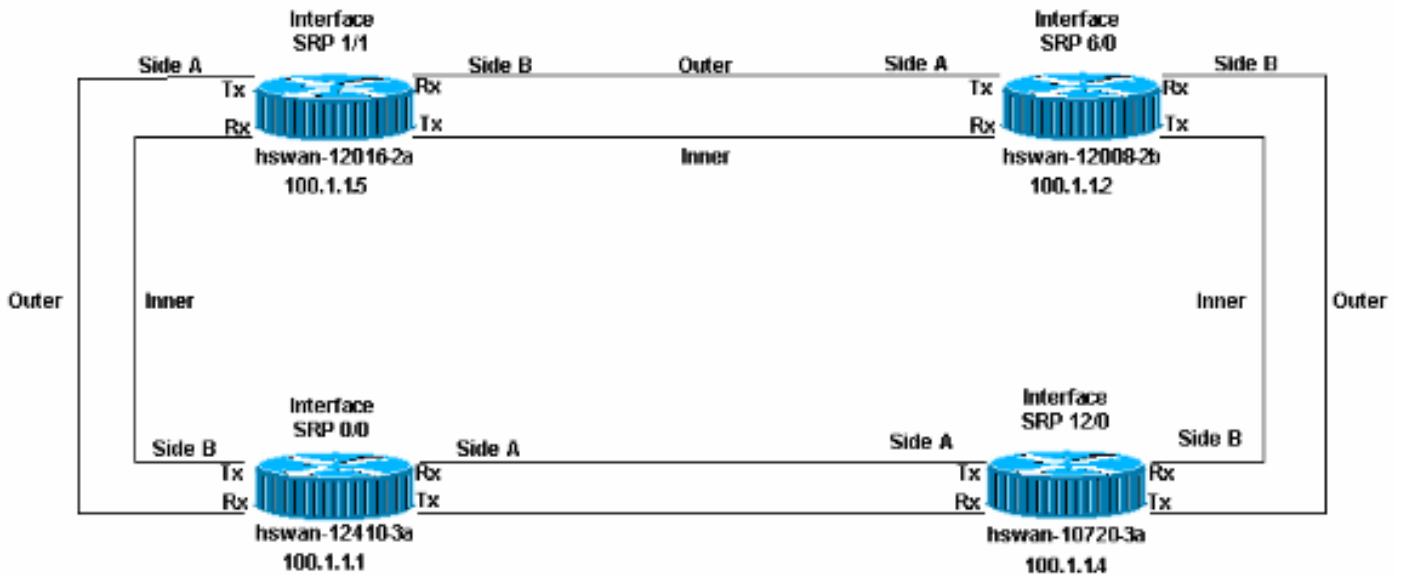 Interface
SRP 1/1
Interface
SRP 6/0
Side A
Side B
Outer
Side A
Side B
Tx
Rx
Tx
Rx
Rx
Tx
Rx
Tx
hswan-12016-2a
Inner
hswan-12008-2b
100.1.1.5
100.1.1.2
Outer
Inner
Inner
Outer
Interface
SRP 0/0
Interface
SRP 12/0
Side B
Side A
Side A
Side B
Tx
Rx
Tx
Rx
Rx
Tx
Rx
Tx
hswan-12410-3a
hswan-10720-3a
100.1.1.1
100.1.1.4